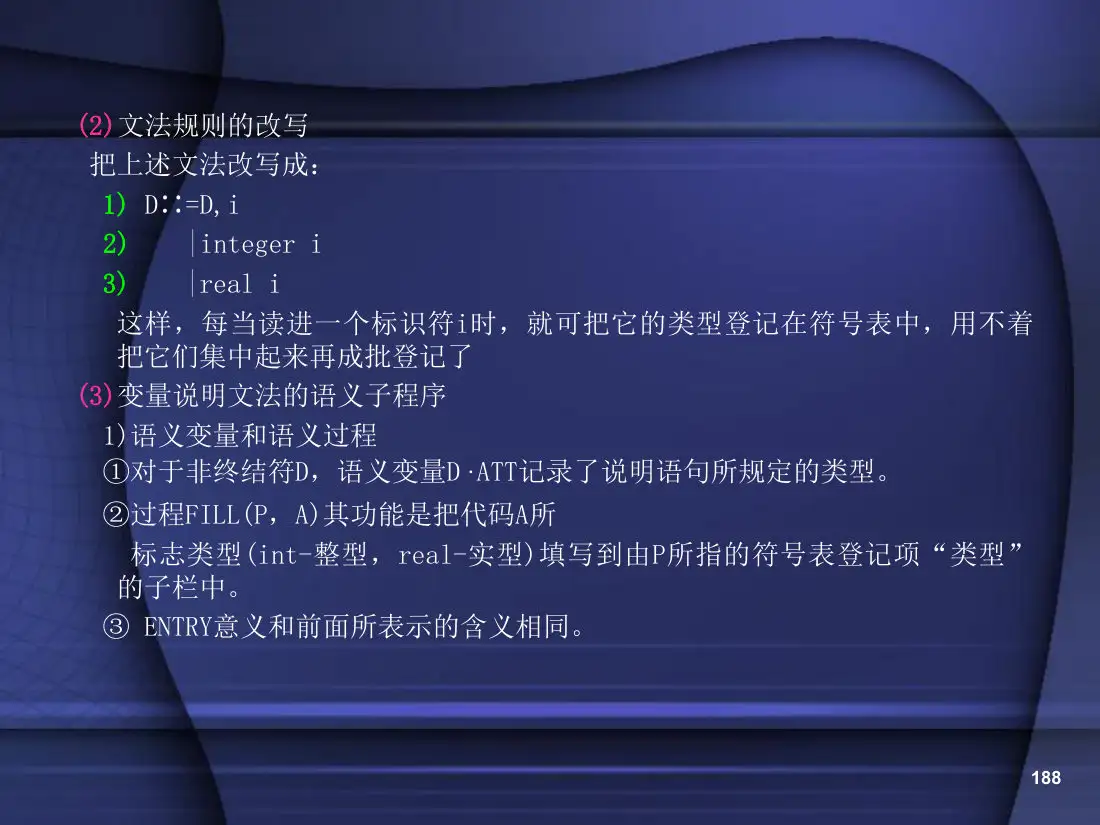 (2)文法规则的改写
把上述文法改写成：
1) D∷=D,i
2) |integer i
3) |real i
这样，每当读进一个标识符i时，就可把它的类型登记在符号表中，用不着
把它们集中起来再成批登记了
(3)变量说明文法的语义子程序
1)语义变量和语义过程
①对于非终结符D，语义变量D·ATT记录了说明语句所规定的类型。
②过程FILL(P，A)其功能是把代码A所
标志类型(int-整型，real-实型)填写到由P所指的符号表登记项“类型”
的子栏中。
③ ENTRY意义和前面所表示的含义相同。
188